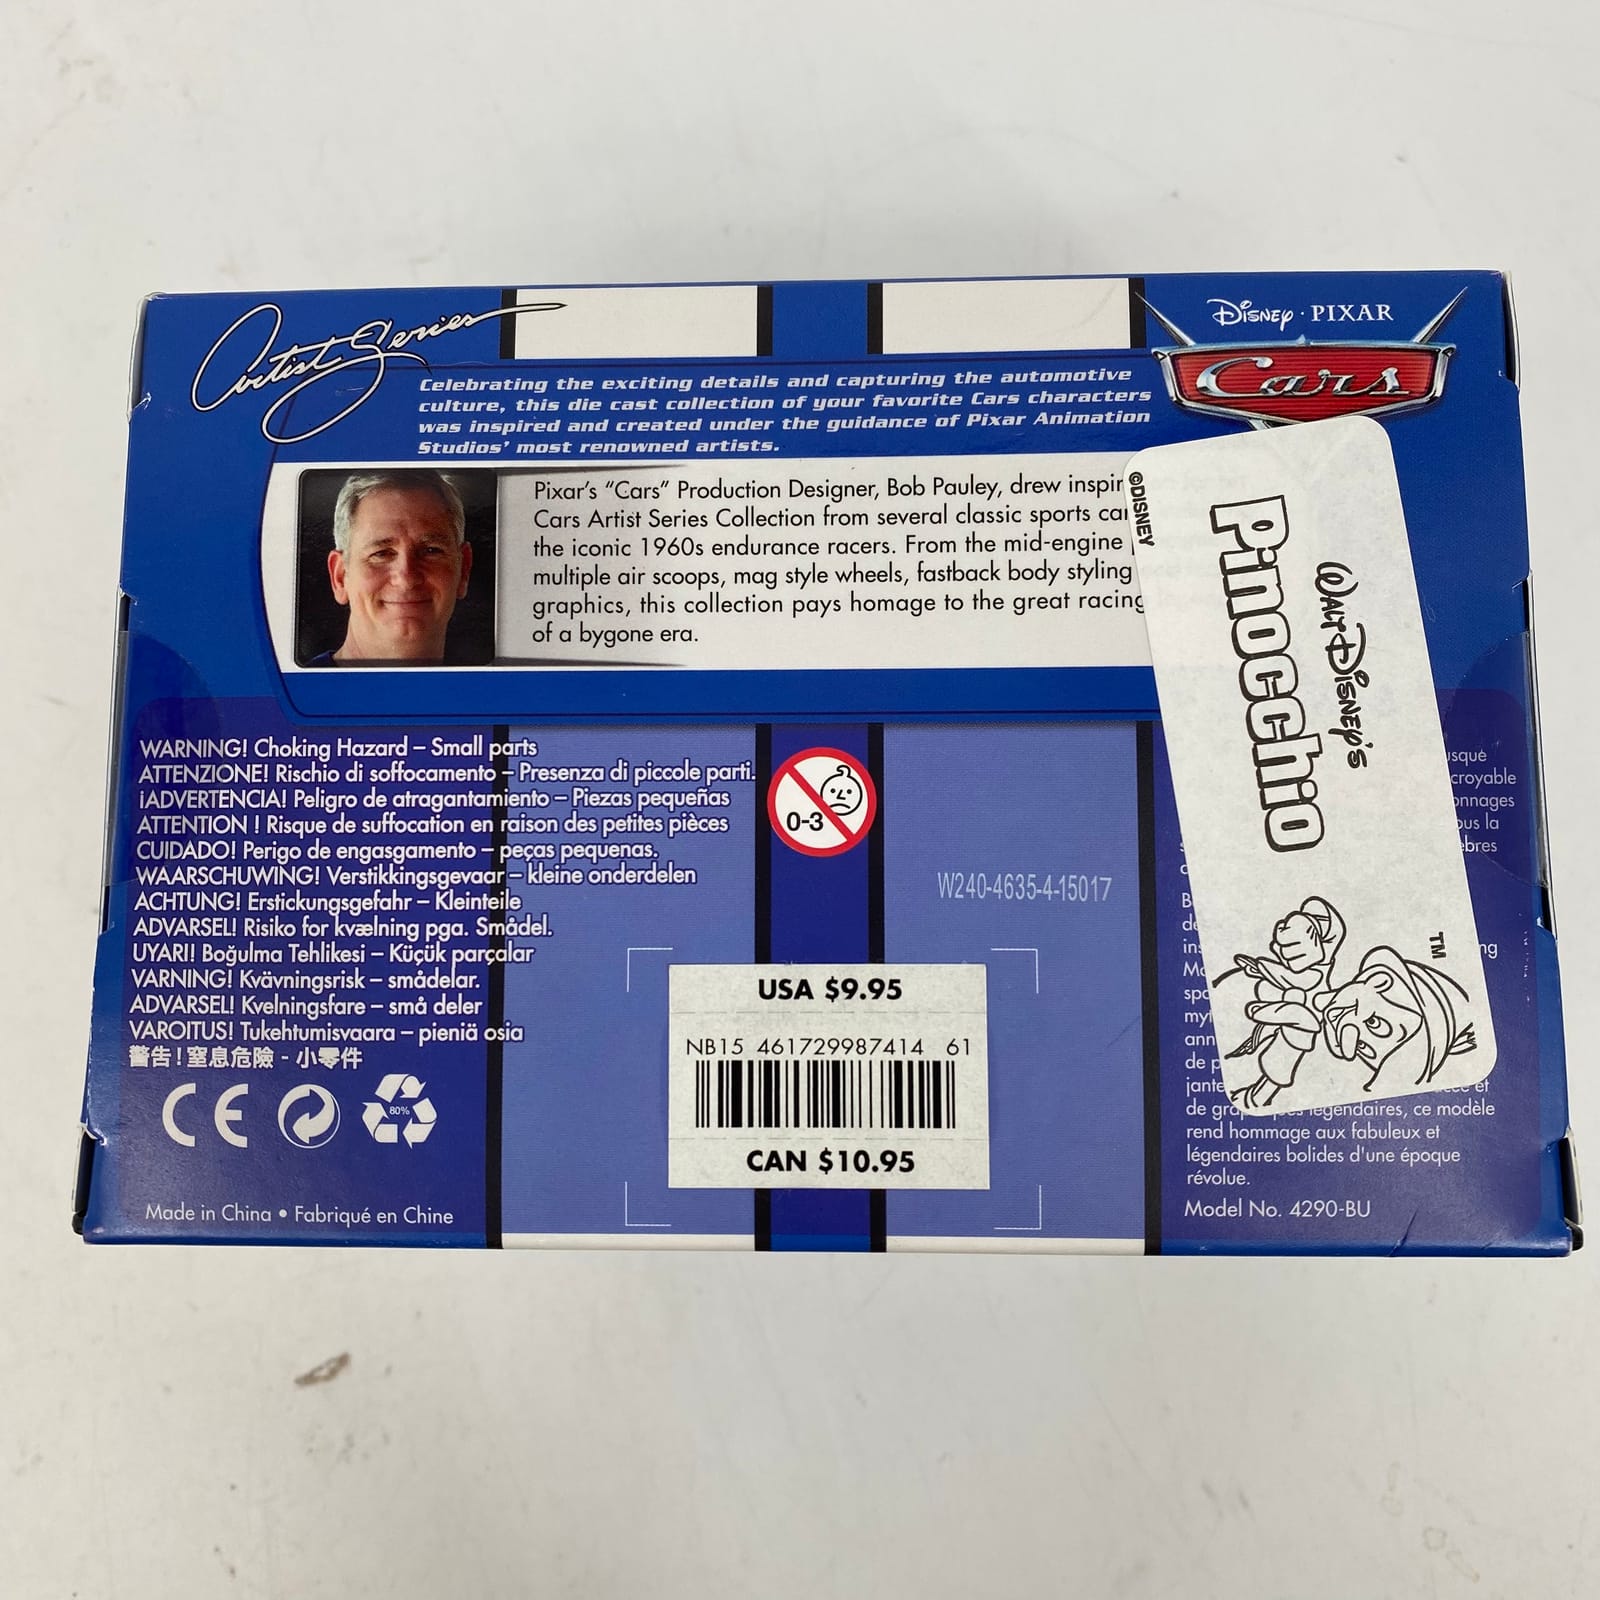 Artist Series
Disney · PIXAR
Cars
Celebrating the exciting details and capturing the automotive
culture, this die cast collection of your favorite Cars characters
was inspired and created under the guidance of Pixar Animation
Studios' most renowned artists.
Pixar's "Cars" Production Designer, Bob Pauley, drew
Cars Artist Series Collection from several classic sports
the iconic 1960s endurance racers. From the mid-engine
multiple air scoops, mag style wheels, fastback body styling
graphics, this collection pays homage to the great racing
of a bygone era.
©DISNEY
WALT DISNEY'S
Pinocchio
TM
WARNING! Choking Hazard – Small parts
ATTENZIONE! Rischio di soffocamento – Presenza di piccole parti.
¡ADVERTENCIA! Peligro de atragantamiento – Piezas pequeñas
ATTENTION ! Risque de suffocation en raison des petites pièces
CUIDADO! Perigo de engasgamento – peças pequenas.
WAARSCHUWING! Verstikkingsgevaar – kleine onderdelen
ACHTUNG! Erstickungsgefahr – Kleinteile
ADVARSEL! Risiko for kvælning pga. Smådel.
UYARI! Boğulma Tehlikesi – Küçük parçalar
VARNING! Kvävningsrisk – smådelar.
ADVARSEL! Kvelningsfare – små deler
VAROITUS! Tukehtumisvaara – pieniä osia
警告!窒息危險 - 小零件
CE
80%
Made in China • Fabriqué en Chine
0-3
W240-4635-4-15017
USA $9.95
NB15 461729987414 61
CAN $10.95
de
de
et
de légendaires, ce modèle
rend hommage aux fabuleux et
légendaires bolides d'une époque
révolue.
Model No. 4290-BU